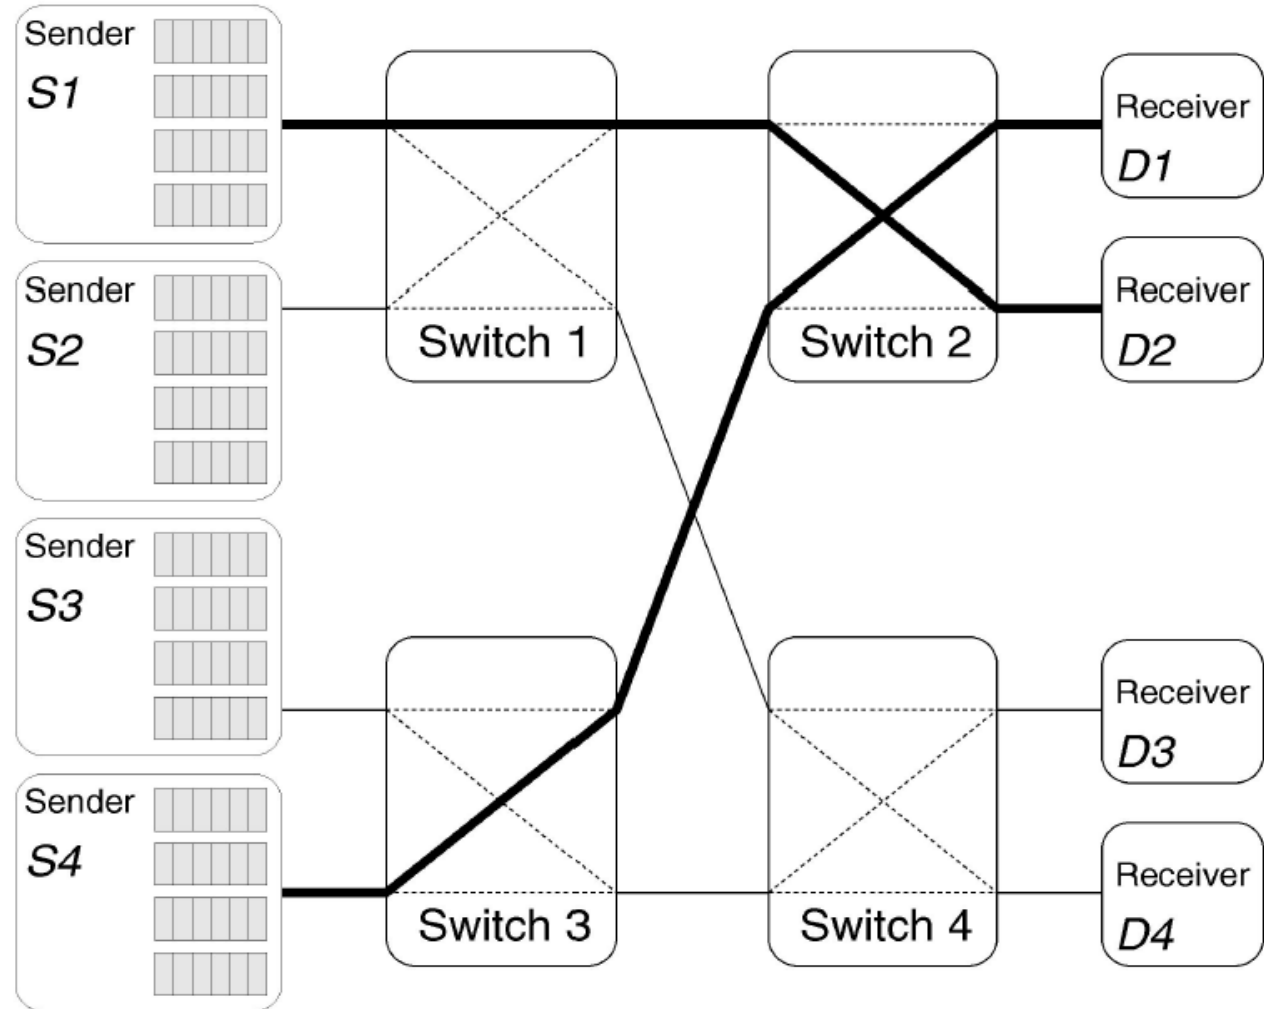 Sender
S1
Sender
S2
Sender
S3
Sender
S4
Switch 1
Switch 2
Switch 3
Switch 4
Receiver
D1
Receiver
D2
Receiver
D3
Receiver
D4